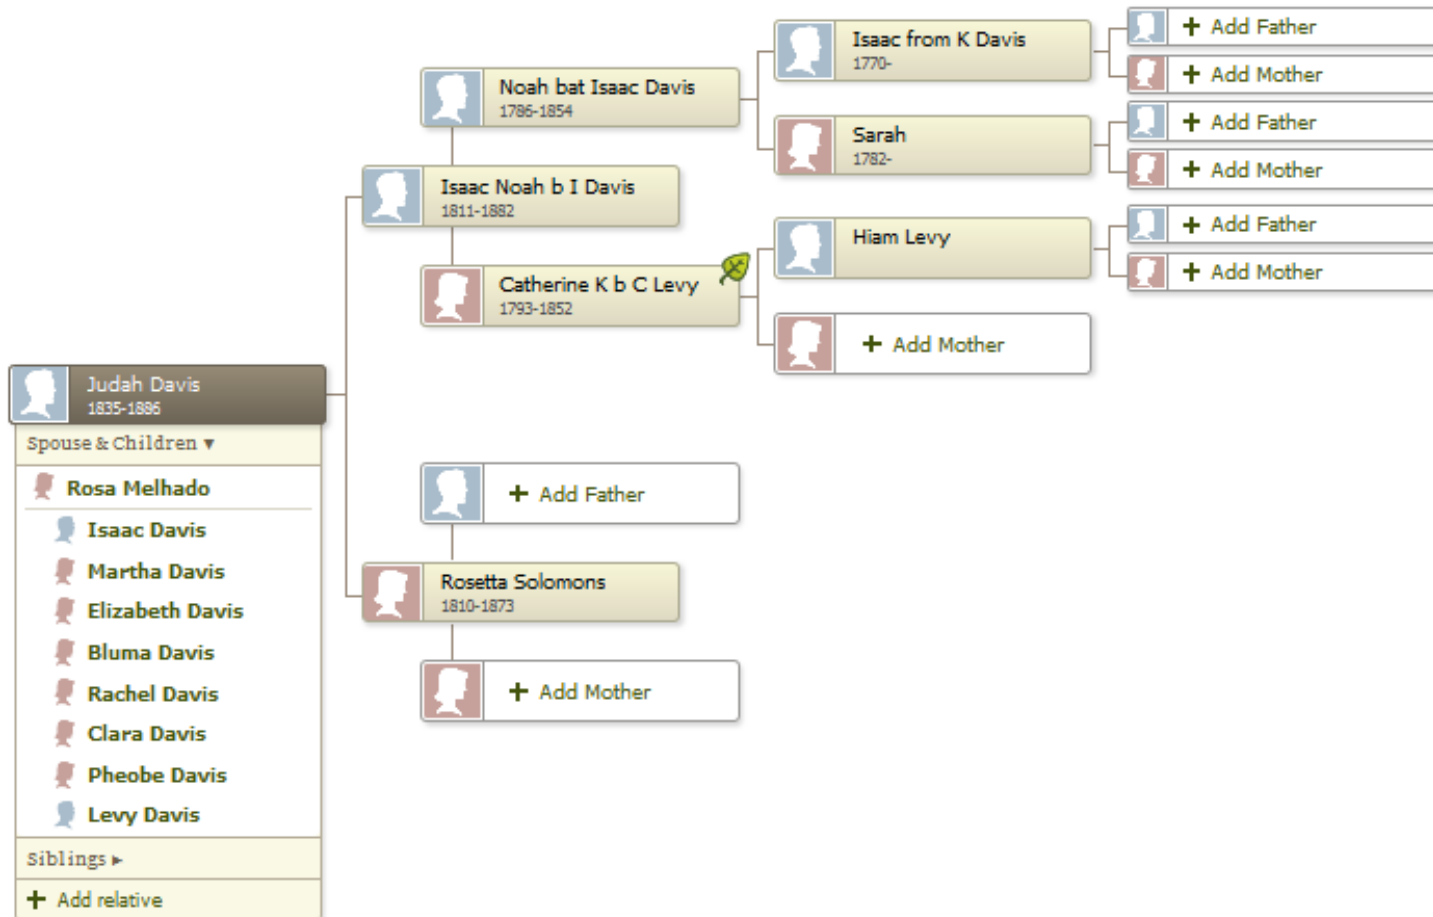 Isaac from K Davis
1770-
+ Add Father
+ Add Mother
Noah bat Isaac Davis
1786-1854
Sarah
1782-
+ Add Father
+ Add Mother
Isaac Noah b I Davis
1811-1882
Hiam Levy
+ Add Father
+ Add Mother
Catherine K b C Levy
1793-1852
+ Add Mother
Judah Davis
1835-1886
Spouse & Children ▾
Rosa Melhado
Isaac Davis
Martha Davis
Elizabeth Davis
Bluma Davis
Rachel Davis
Clara Davis
Pheobe Davis
Levy Davis
Siblings ▸
+ Add relative
+ Add Father
Rosetta Solomons
1810-1873
+ Add Mother